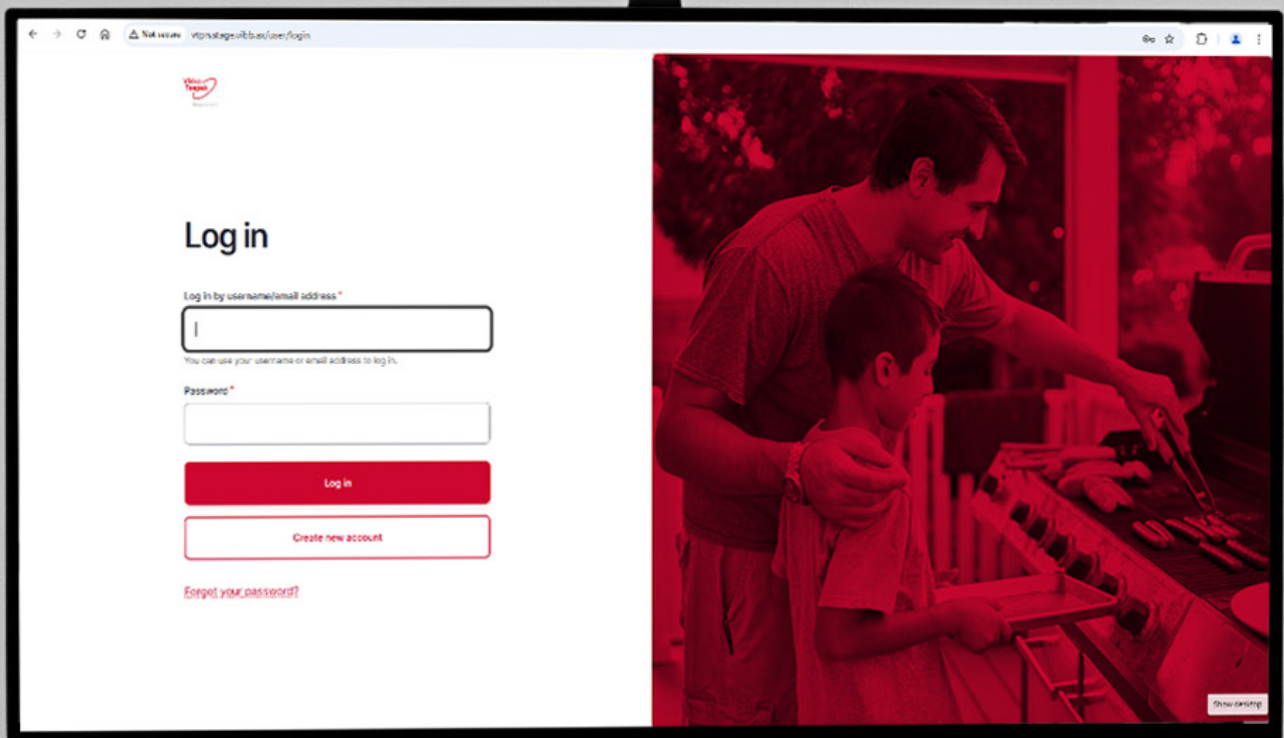 Not secure
Log in
Log in by username/email address *
You can use your username or email address to log in.
Password *
Log in
Create new account
Forgot your password?
Show desktop